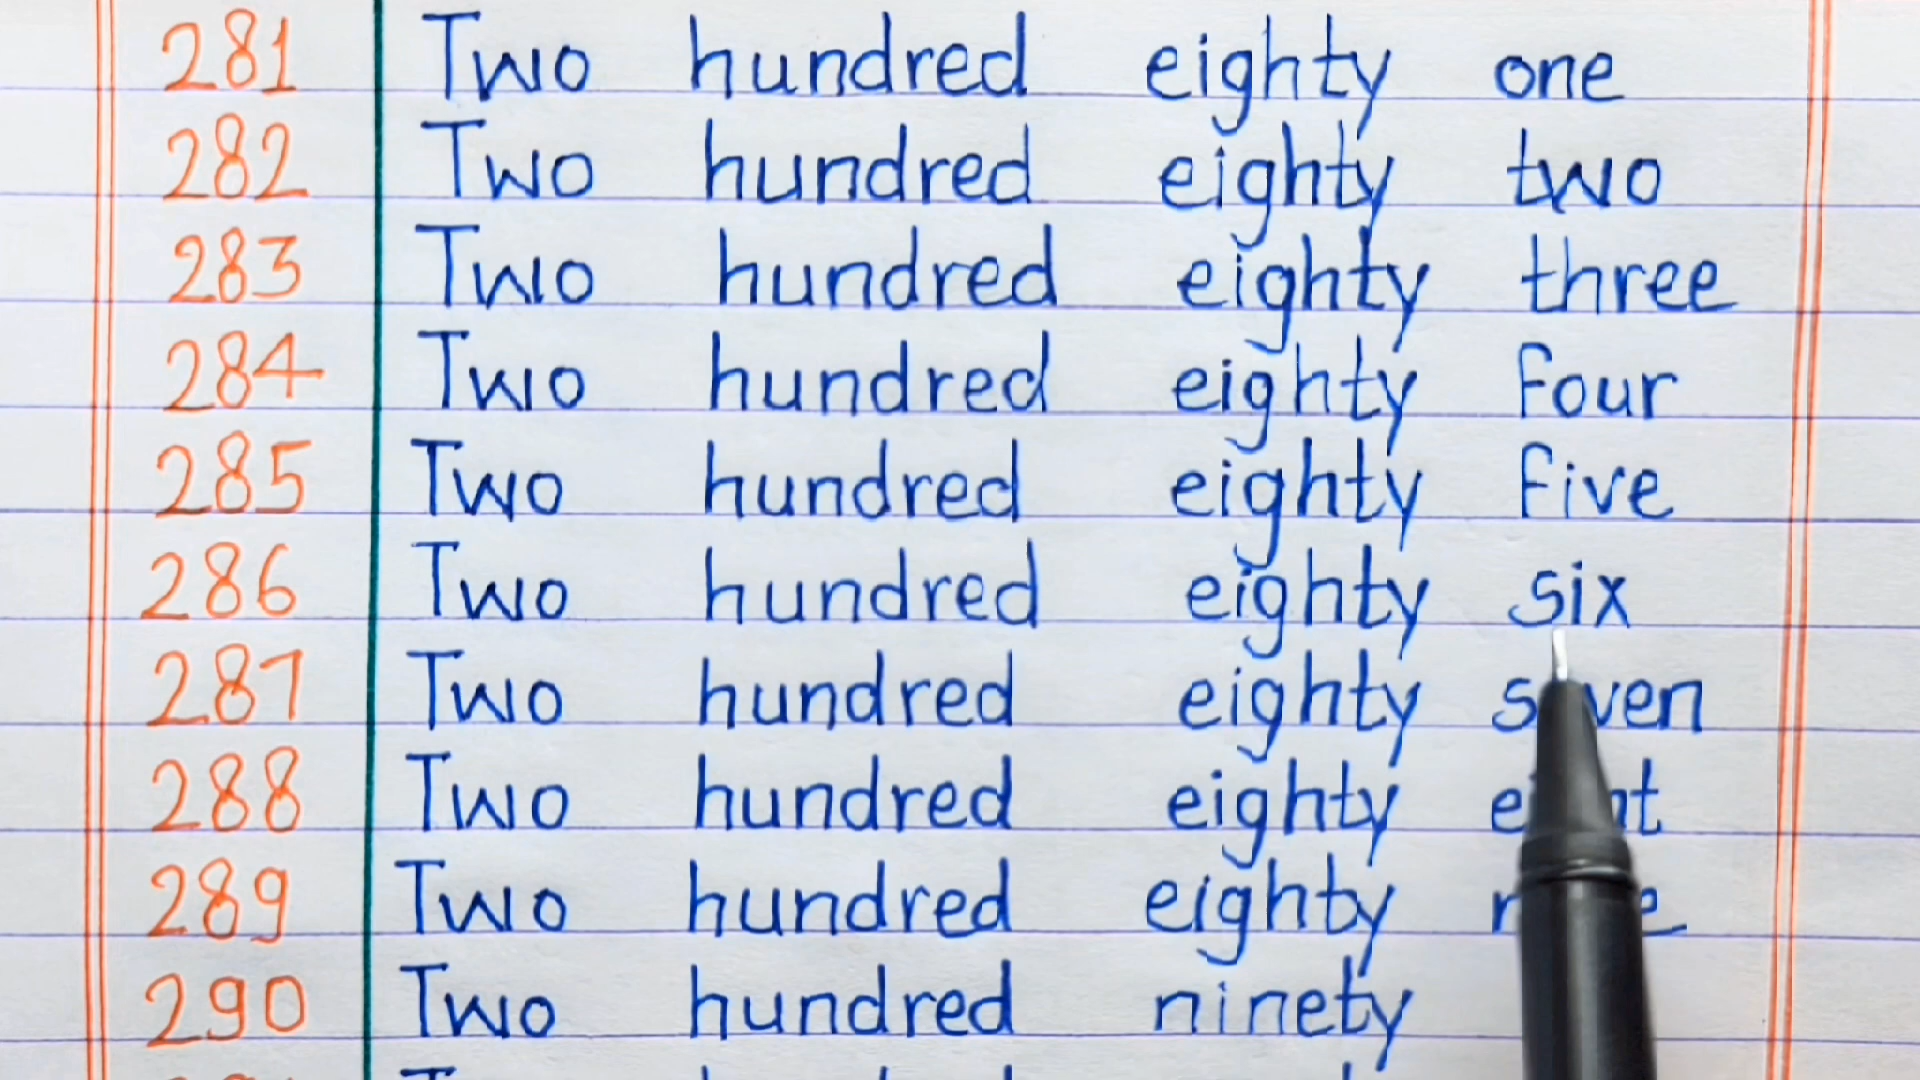 281 Two hundred eighty one
282 Two hundred eighty two
283 Two hundred eighty three
284 Two hundred eighty four
285 Two hundred eighty five
286 Two hundred eighty six
287 Two hundred eighty seven
288 Two hundred eighty eight
289 Two hundred eighty
290 Two hundred ninety